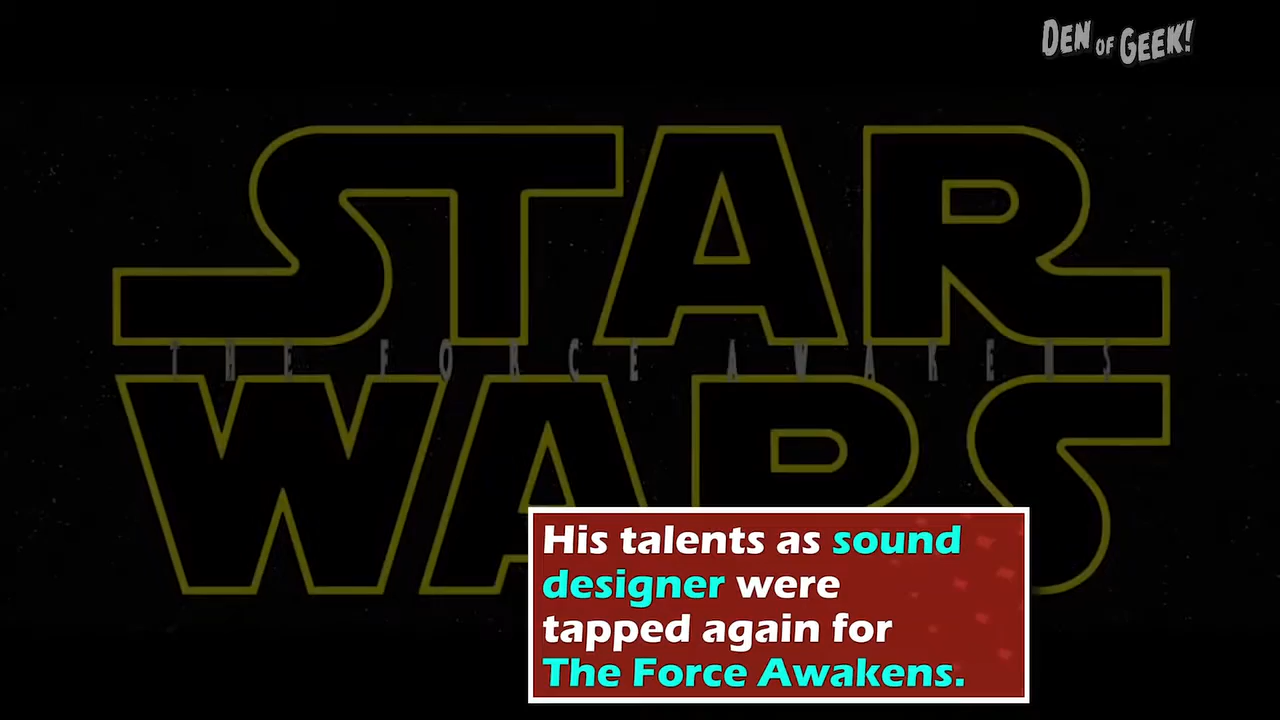 DEN OF GEEK!
STAR
THE FORCE AWAKENS
WARS
His talents as sound
designer were
tapped again for
The Force Awakens.